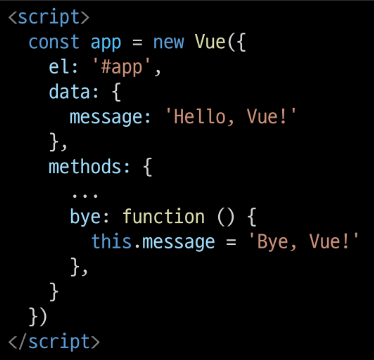 <script>
  const app = new Vue({
    el: '#app',
    data: {
      message: 'Hello, Vue!'
    },
    methods: {
      ...
      bye: function () {
        this.message = 'Bye, Vue!'
      },
    }
  })
</script>